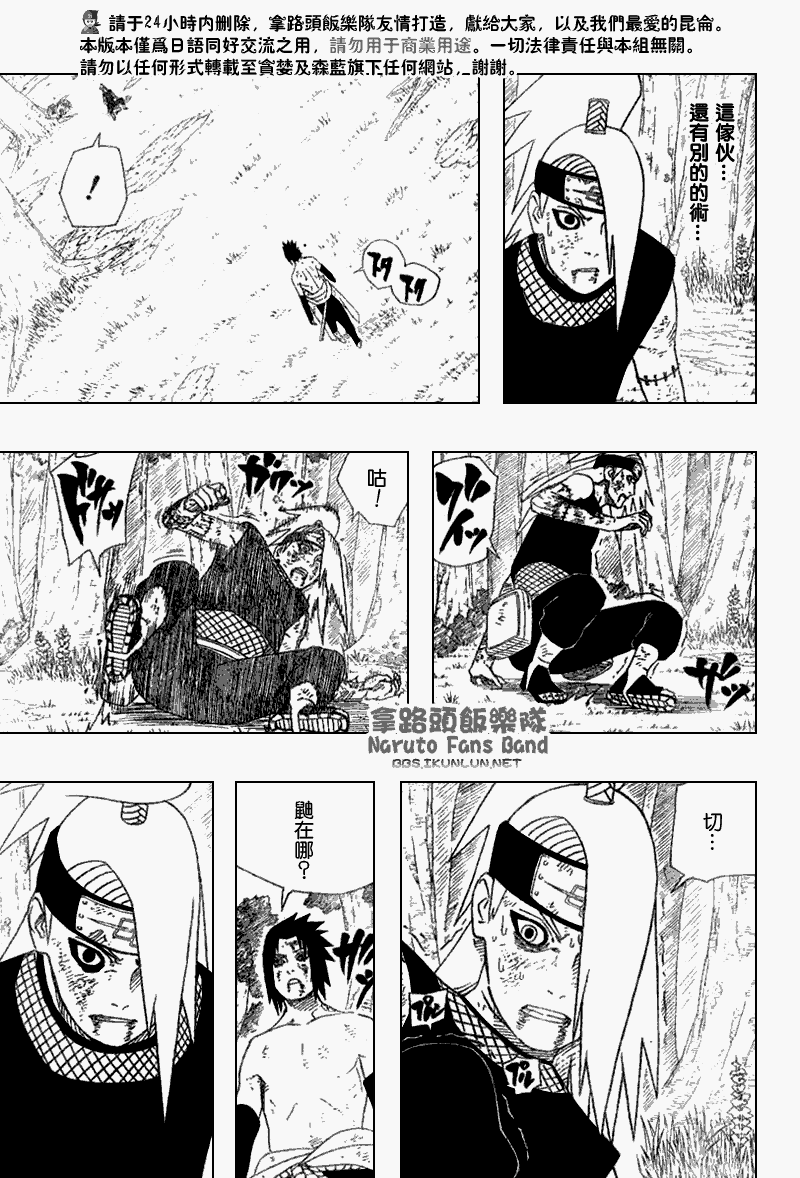 請于24小時内刪除，拿路頭飯樂隊友情打造，獻給大家，以及我們最愛的昆侖。
本版本僅爲日語同好交流之用，請勿用于商業用途。一切法律責任與本組無關。
請勿以任何形式轉載至貪婪及森藍旗下任何網站，謝謝。
這傢伙…
還有別的的術…
！
ザッ
ザッ
グ
イッ
ザッ
咕！
ガクッ
ドサッ
拿路頭飯樂隊
Naruto Fans Band
BBS.IKUNLUN.NET
切…
プル
プル
鼬在哪？